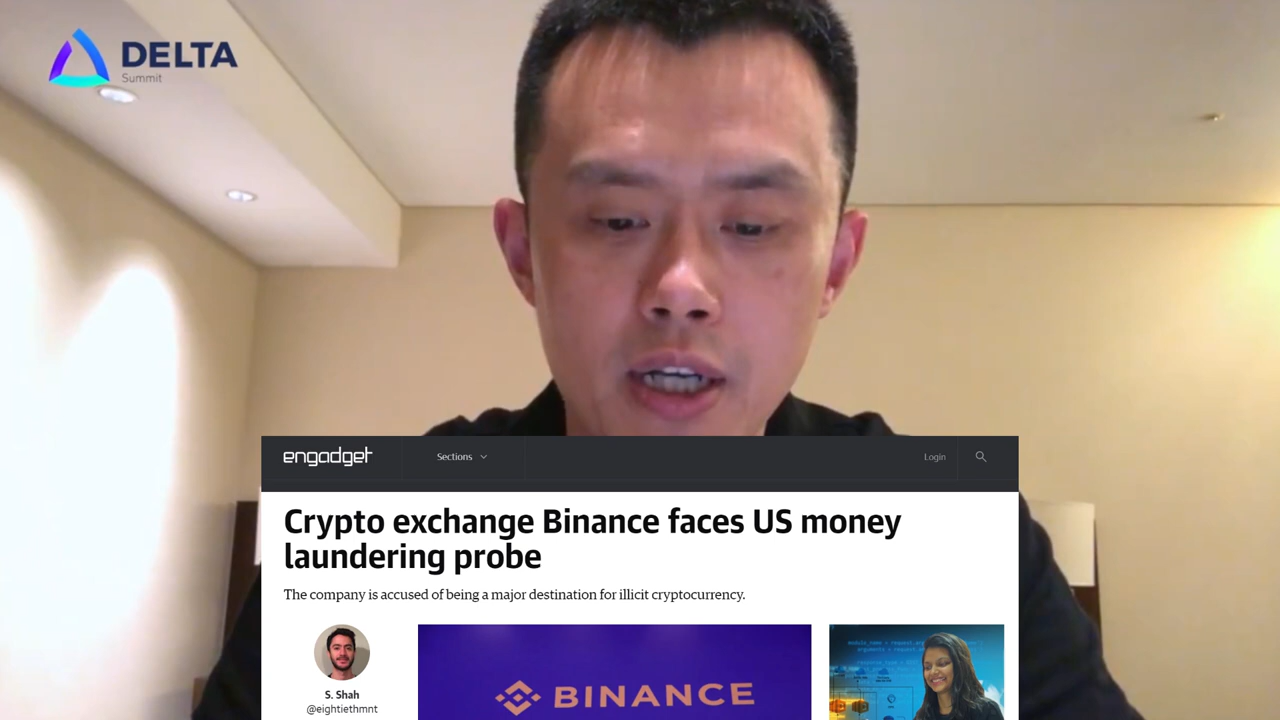 DELTA
Summit
engadget
Sections
Login
Crypto exchange Binance faces US money
laundering probe
The company is accused of being a major destination for illicit cryptocurrency.
S. Shah
@eightiethmnt
BINANCE